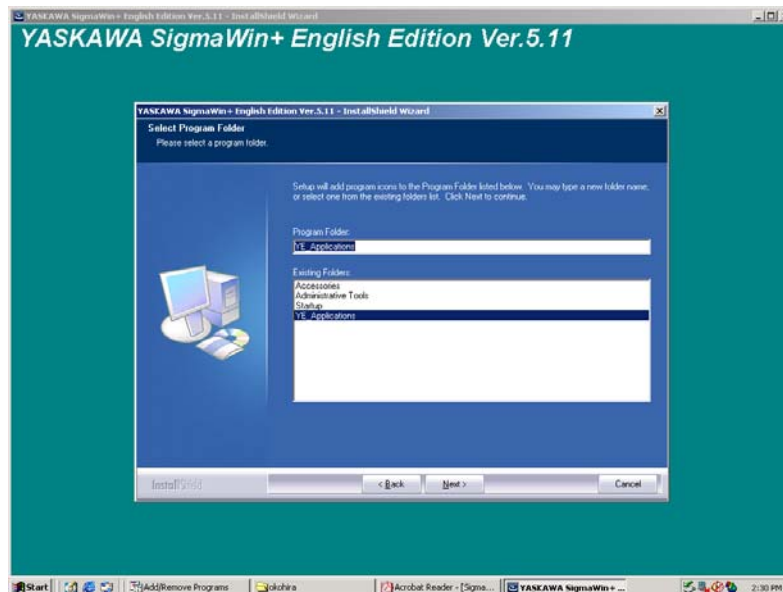 YASKAWA SigmaWin+ English Edition Ver.5.11 - InstallShield Wizard
YASKAWA SigmaWin+ English Edition Ver.5.11
YASKAWA SigmaWin+ English Edition Ver.5.11 - InstallShield Wizard
Select Program Folder
Please select a program folder.
Setup will add program icons to the Program Folder listed below. You may type a new folder name,
or select one from the existing folders list. Click Next to continue.
Program Folder:
YE_Applications
Existing Folders:
Accessories
Administrative Tools
Startup
YE_Applications
InstallShield
< Back
Next >
Cancel
Start
Add/Remove Programs
okohira
Acrobat Reader - [Sigma...
YASKAWA SigmaWin+ ...
2:30 PM